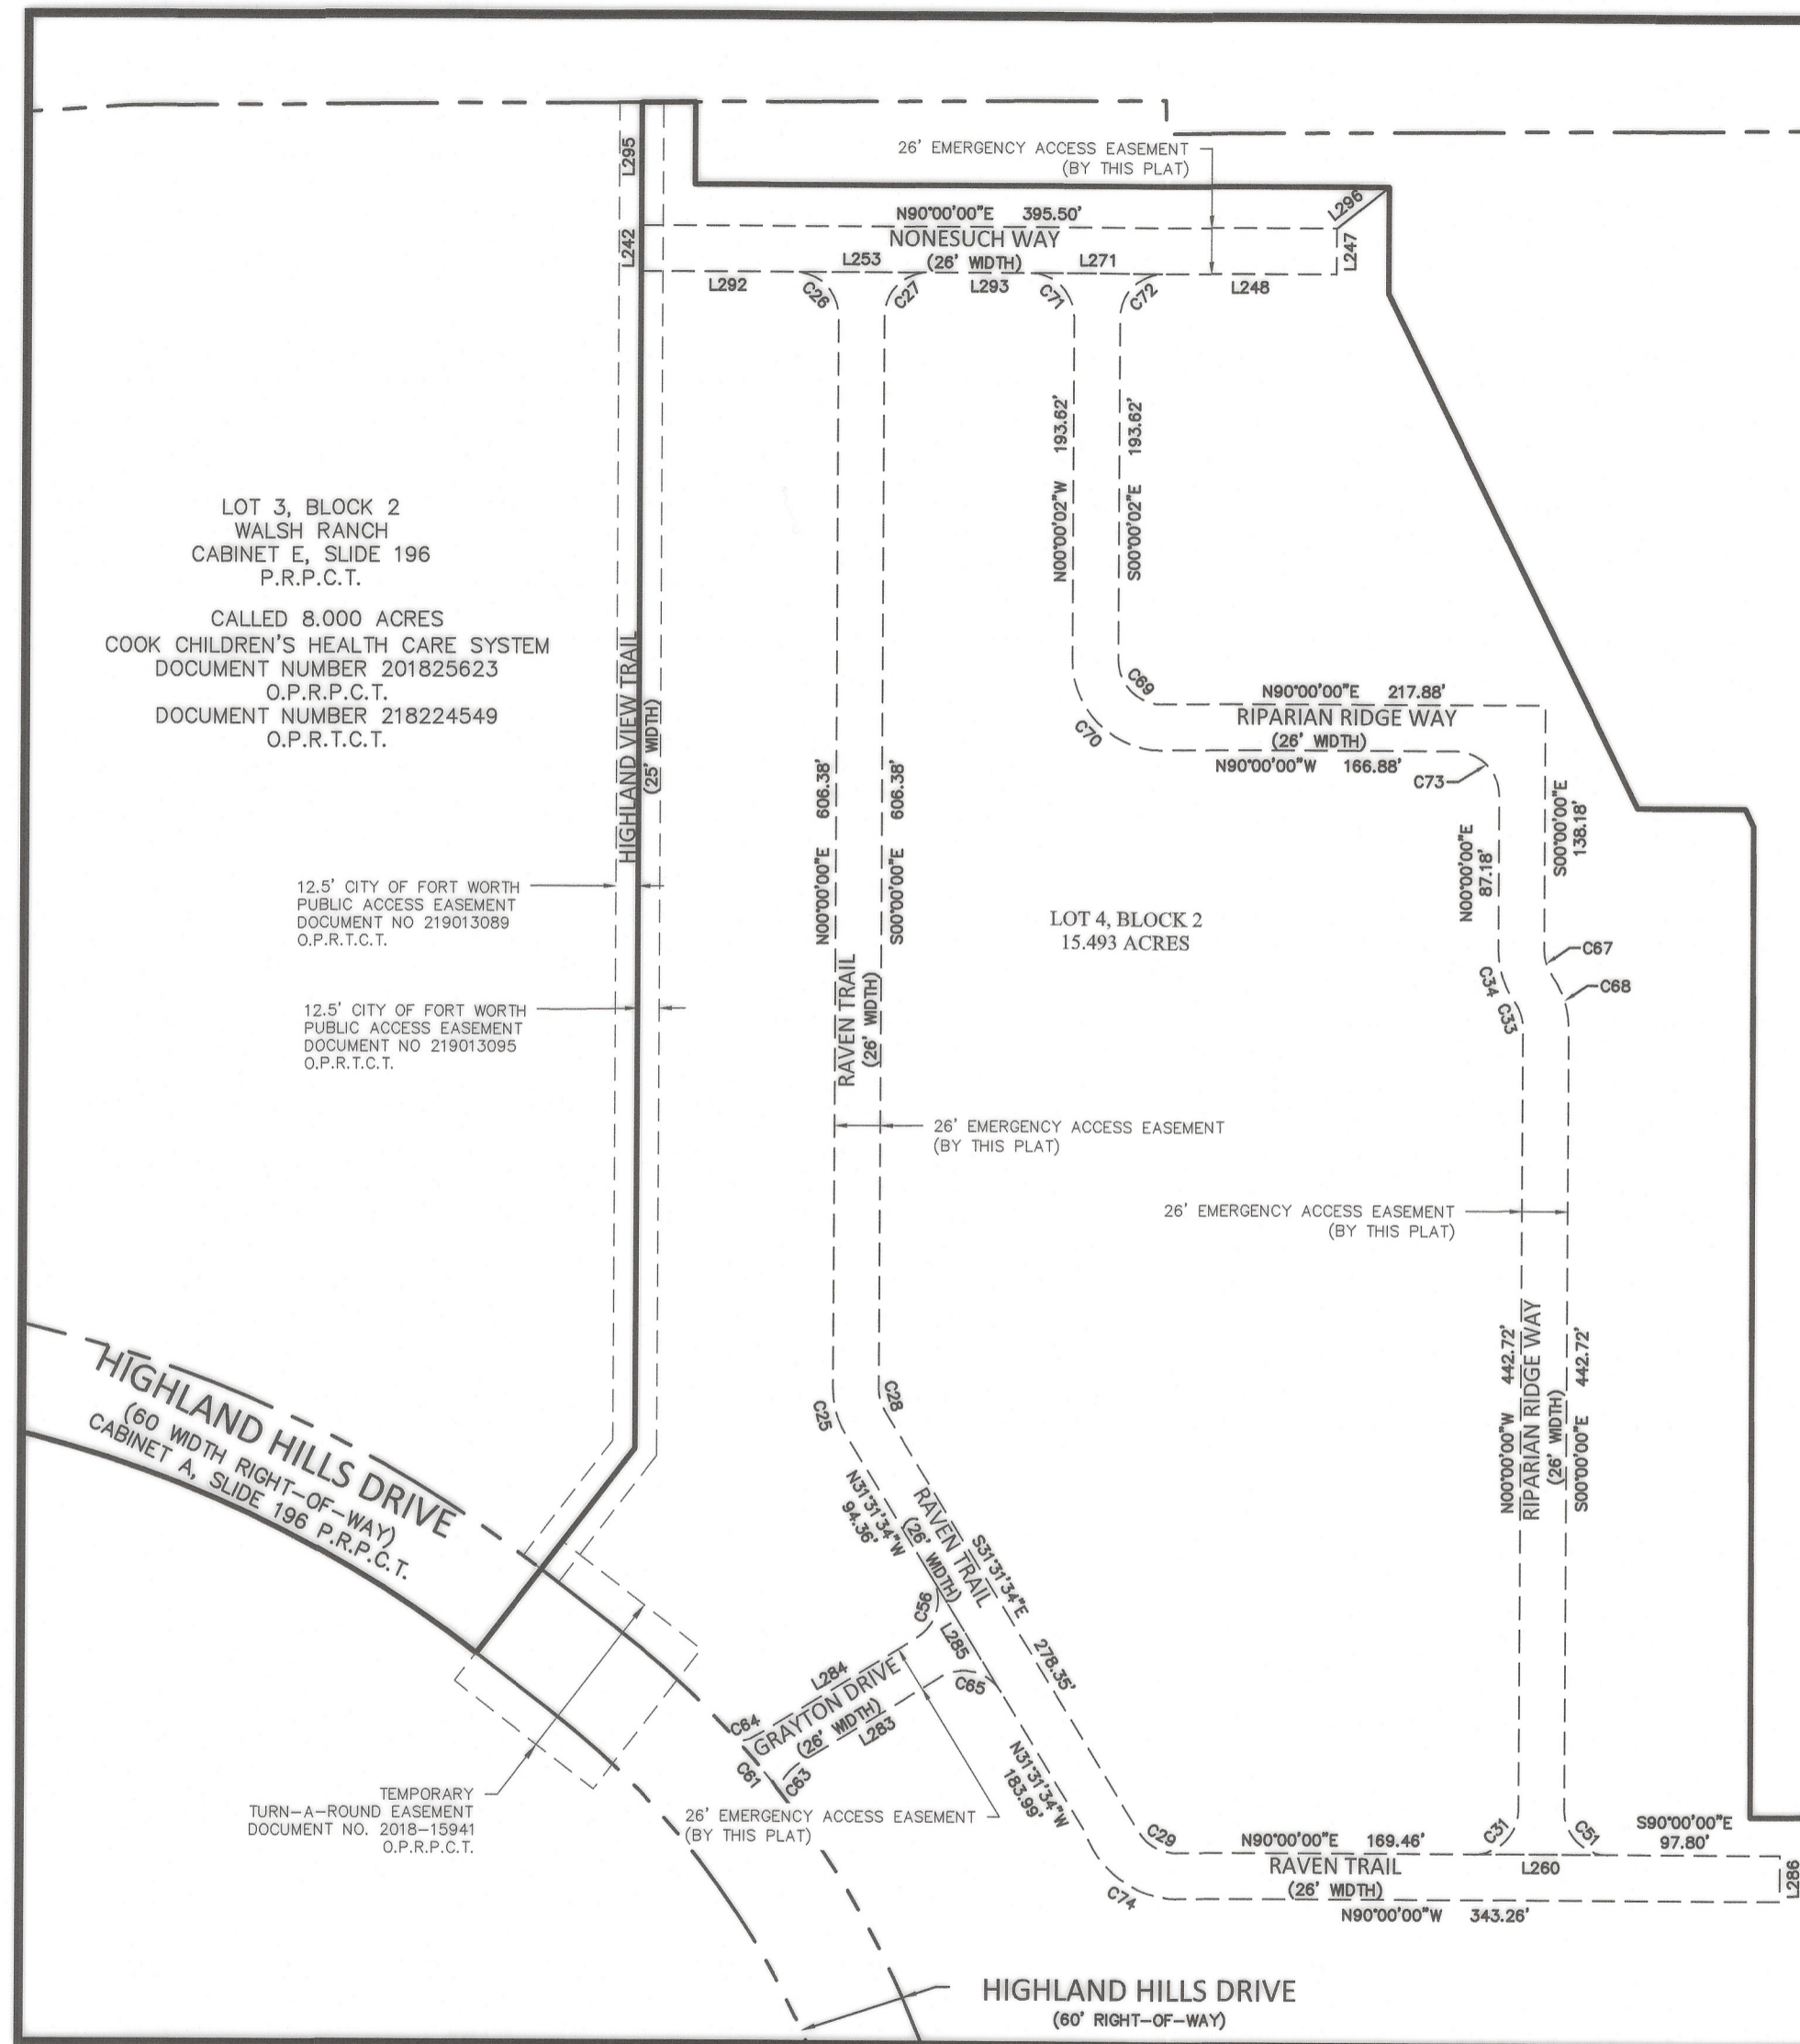 L295
26' EMERGENCY ACCESS EASEMENT
(BY THIS PLAT)
L296
N90°00'00"E 395.50'
NONESUCH WAY
(26' WIDTH)
L242
L247
L253
L271
L292
C26
C27
L293
C71
C72
L248
N00°00'02"W 193.62'
S00°00'02"E 193.62'
LOT 3, BLOCK 2
WALSH RANCH
CABINET E, SLIDE 196
P.R.P.C.T.
CALLED 8.000 ACRES
COOK CHILDREN'S HEALTH CARE SYSTEM
DOCUMENT NUMBER 201825623
O.P.R.P.C.T.
DOCUMENT NUMBER 218224549
O.P.R.T.C.T.
HIGHLAND VIEW TRAIL
(25' WIDTH)
C69
C70
N90°00'00"E 217.88'
RIPARIAN RIDGE WAY
(26' WIDTH)
N90°00'00"W 166.88'
C73
N00°00'00"E 606.38'
S00°00'00"E 606.38'
S00°00'00"E
138.18'
N00°00'00"E
87.18'
12.5' CITY OF FORT WORTH
PUBLIC ACCESS EASEMENT
DOCUMENT NO 219013089
O.P.R.T.C.T.
LOT 4, BLOCK 2
15.493 ACRES
C67
C68
C34
C33
12.5' CITY OF FORT WORTH
PUBLIC ACCESS EASEMENT
DOCUMENT NO 219013095
O.P.R.T.C.T.
RAVEN TRAIL
(26' WIDTH)
26' EMERGENCY ACCESS EASEMENT
(BY THIS PLAT)
26' EMERGENCY ACCESS EASEMENT
(BY THIS PLAT)
N00°00'00"W 442.72'
RIPARIAN RIDGE WAY
(26' WIDTH)
S00°00'00"E 442.72'
HIGHLAND HILLS DRIVE
(60 WIDTH RIGHT-OF-WAY)
CABINET A, SLIDE 196 P.R.P.C.T.
C25
C28
N31°31'34"W
94.36'
RAVEN TRAIL
(26' WIDTH)
S31°31'34"E 278.35'
C56
L285
L284
GRAYTON DRIVE
(26' WIDTH)
L283
C65
C64
C61
C63
N31°31'34"W
183.99'
TEMPORARY
TURN-A-ROUND EASEMENT
DOCUMENT NO. 2018-15941
O.P.R.P.C.T.
26' EMERGENCY ACCESS EASEMENT
(BY THIS PLAT)
C29
N90°00'00"E 169.46'
C31
C51
S90°00'00"E
97.80'
RAVEN TRAIL
(26' WIDTH)
L260
L286
C74
N90°00'00"W 343.26'
HIGHLAND HILLS DRIVE
(60' RIGHT-OF-WAY)